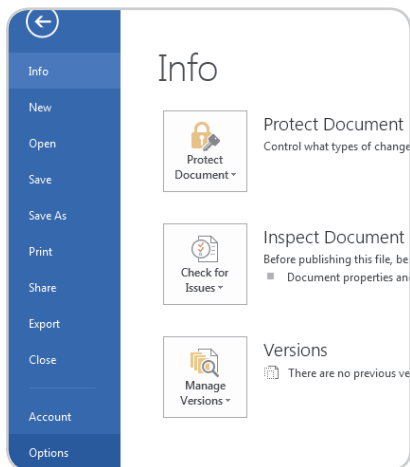 Info
New
Open
Save
Save As
Print
Share
Export
Close
Account
Options
Info
Protect
Document
Protect Document
Control what types of change
Check for
Issues
Inspect Document
Before publishing this file, be
Document properties an
Manage
Versions
Versions
There are no previous ve